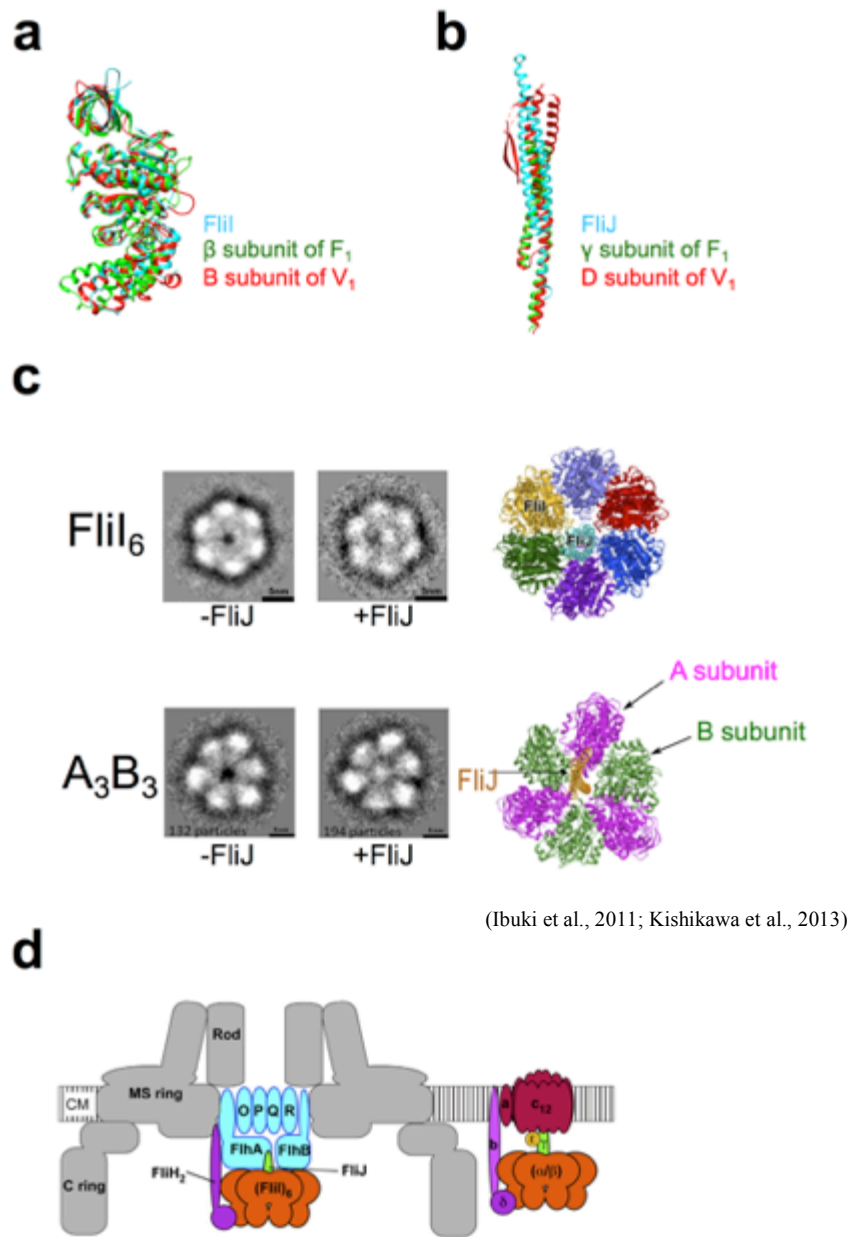 a
b
FliI
β subunit of F1
B subunit of V1
FliJ
γ subunit of F1
D subunit of V1
c
FliI6
5nm
5nm
-FliJ
+FliJ
FliI
FliJ
A3B3
132 particles
194 particles
-FliJ
+FliJ
A subunit
B subunit
FliJ
(Ibuki et al., 2011; Kishikawa et al., 2013)
d
Rod
MS ring
CM
O P Q R
FlhA
FlhB
FliH2
FliJ
(FliI)6
C ring
a
c12
b
ε
γ
(α/β)
δ